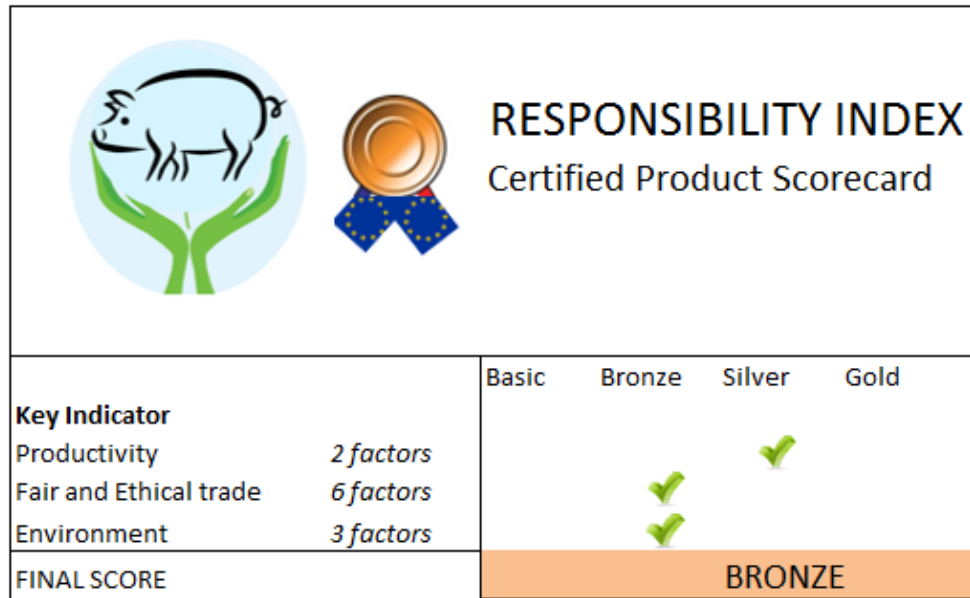 RESPONSIBILITY INDEX
Certified Product Scorecard
Basic Bronze Silver Gold
Key Indicator
Productivity 2 factors
Fair and Ethical trade 6 factors
Environment 3 factors
FINAL SCORE BRONZE